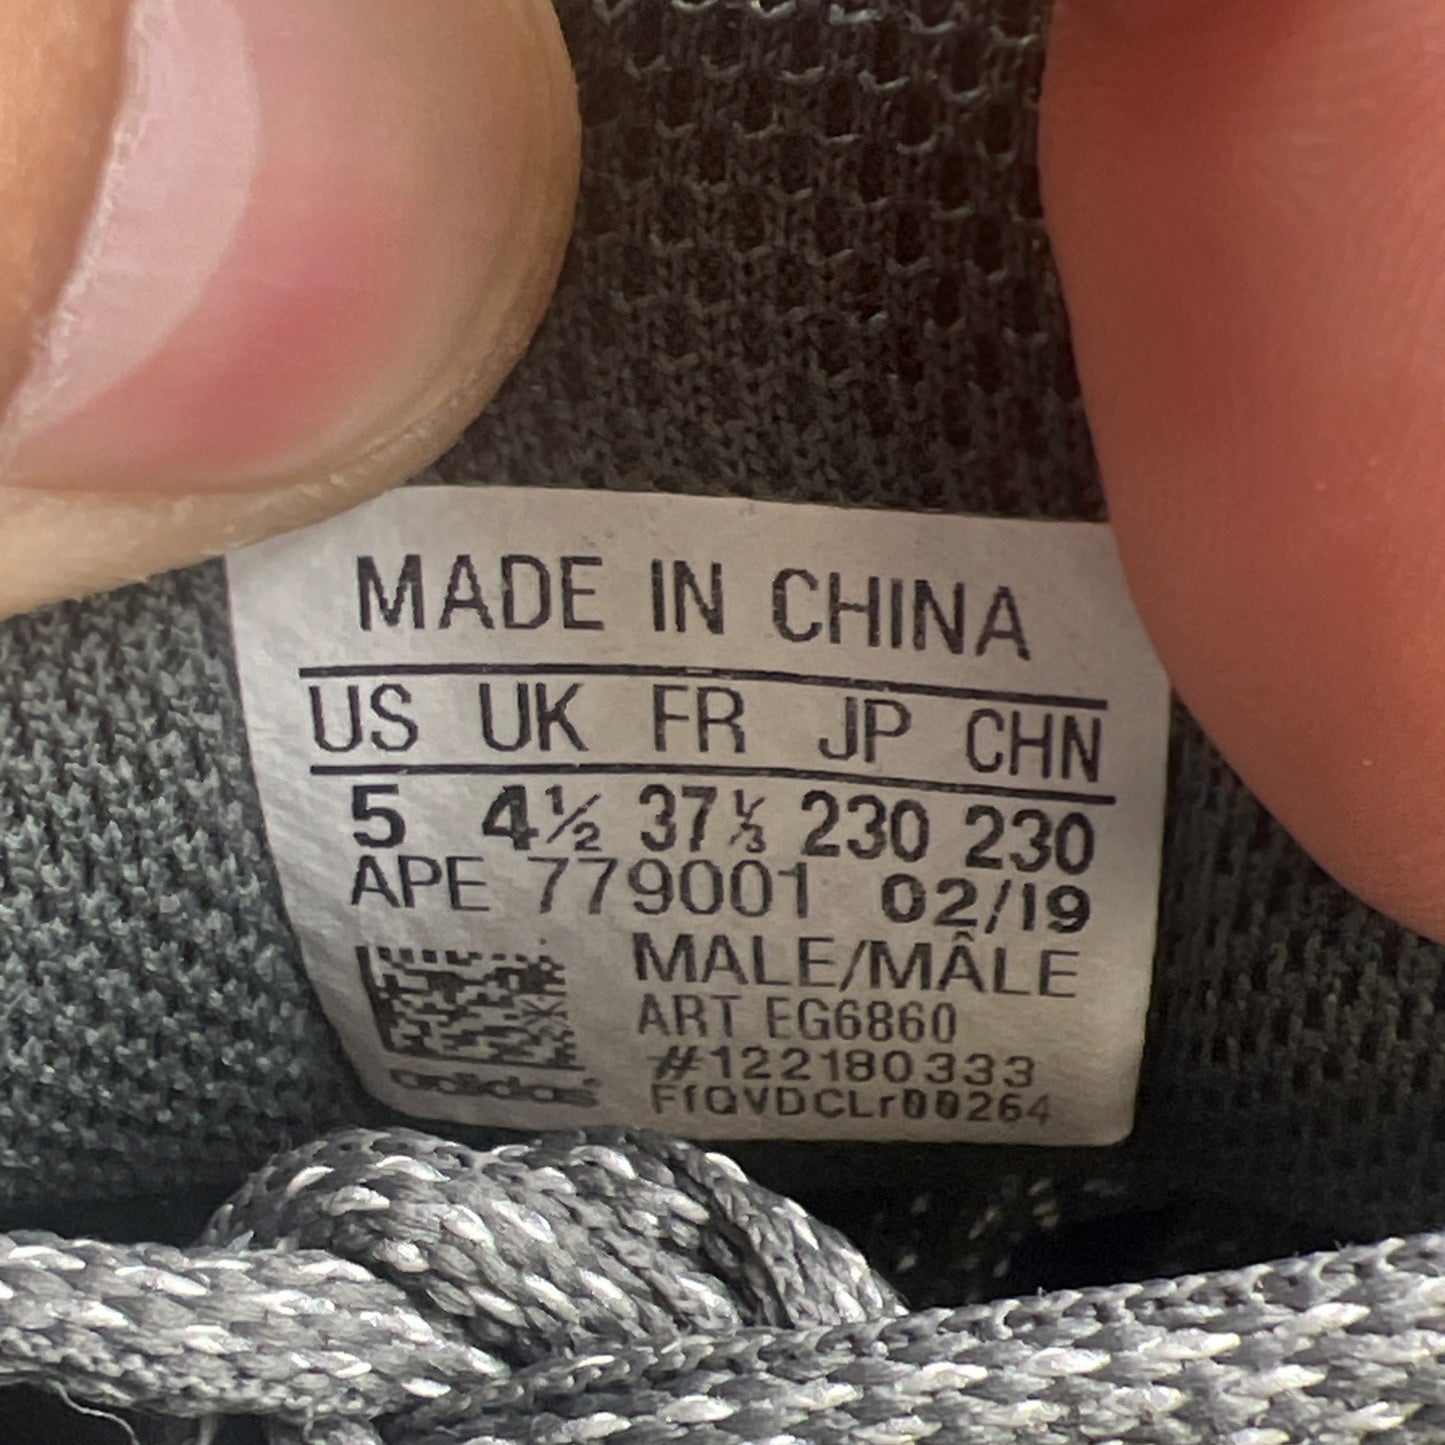 MADE IN CHINA
US UK FR JP CHN
5 4½ 37⅓ 230 230
APE 779001 02/19
MALE/MÂLE
ART EG6860
#122180333
FfQVDCLr00264
adidas